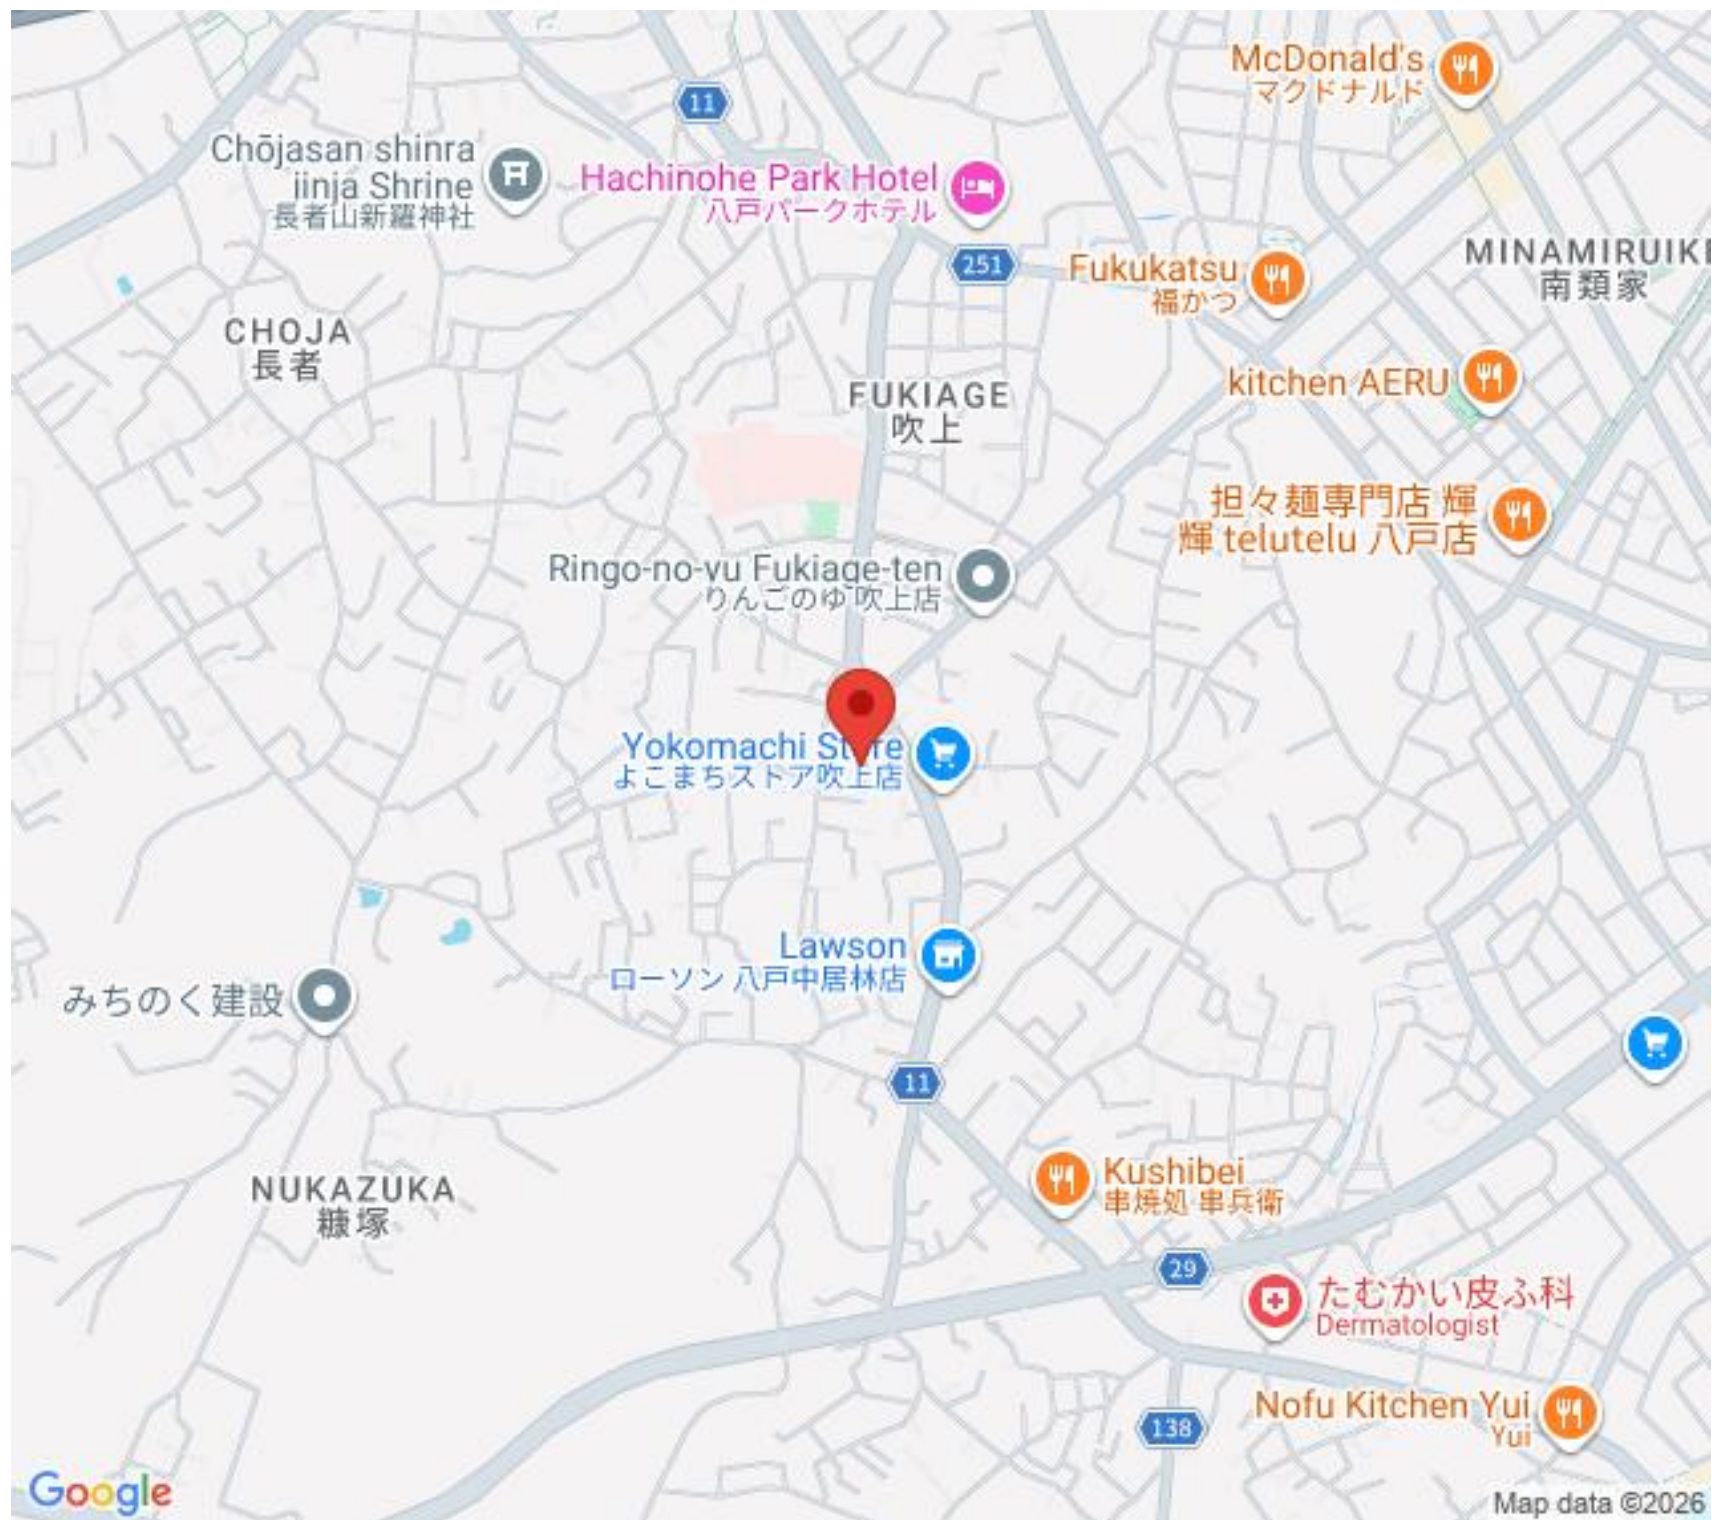 McDonald's
マクドナルド
11
Chōjasan shinra
jinja Shrine
長者山新羅神社
Hachinohe Park Hotel
八戸パークホテル
251
Fukukatsu
福かつ
MINAMIRUIKE
南類家
CHOJA
長者
FUKIAGE
吹上
kitchen AERU
担々麺専門店 輝
輝 telutelu 八戸店
Ringo-no-yu Fukiage-ten
りんごのゆ 吹上店
Yokomachi Store
よこまちストア吹上店
Lawson
ローソン 八戸中居林店
みちのく建設
11
Kushibei
串焼処 串兵衛
NUKAZUKA
糠塚
29
たむかい皮ふ科
Dermatologist
Nofu Kitchen Yui
Yui
138
Google
Map data ©2026